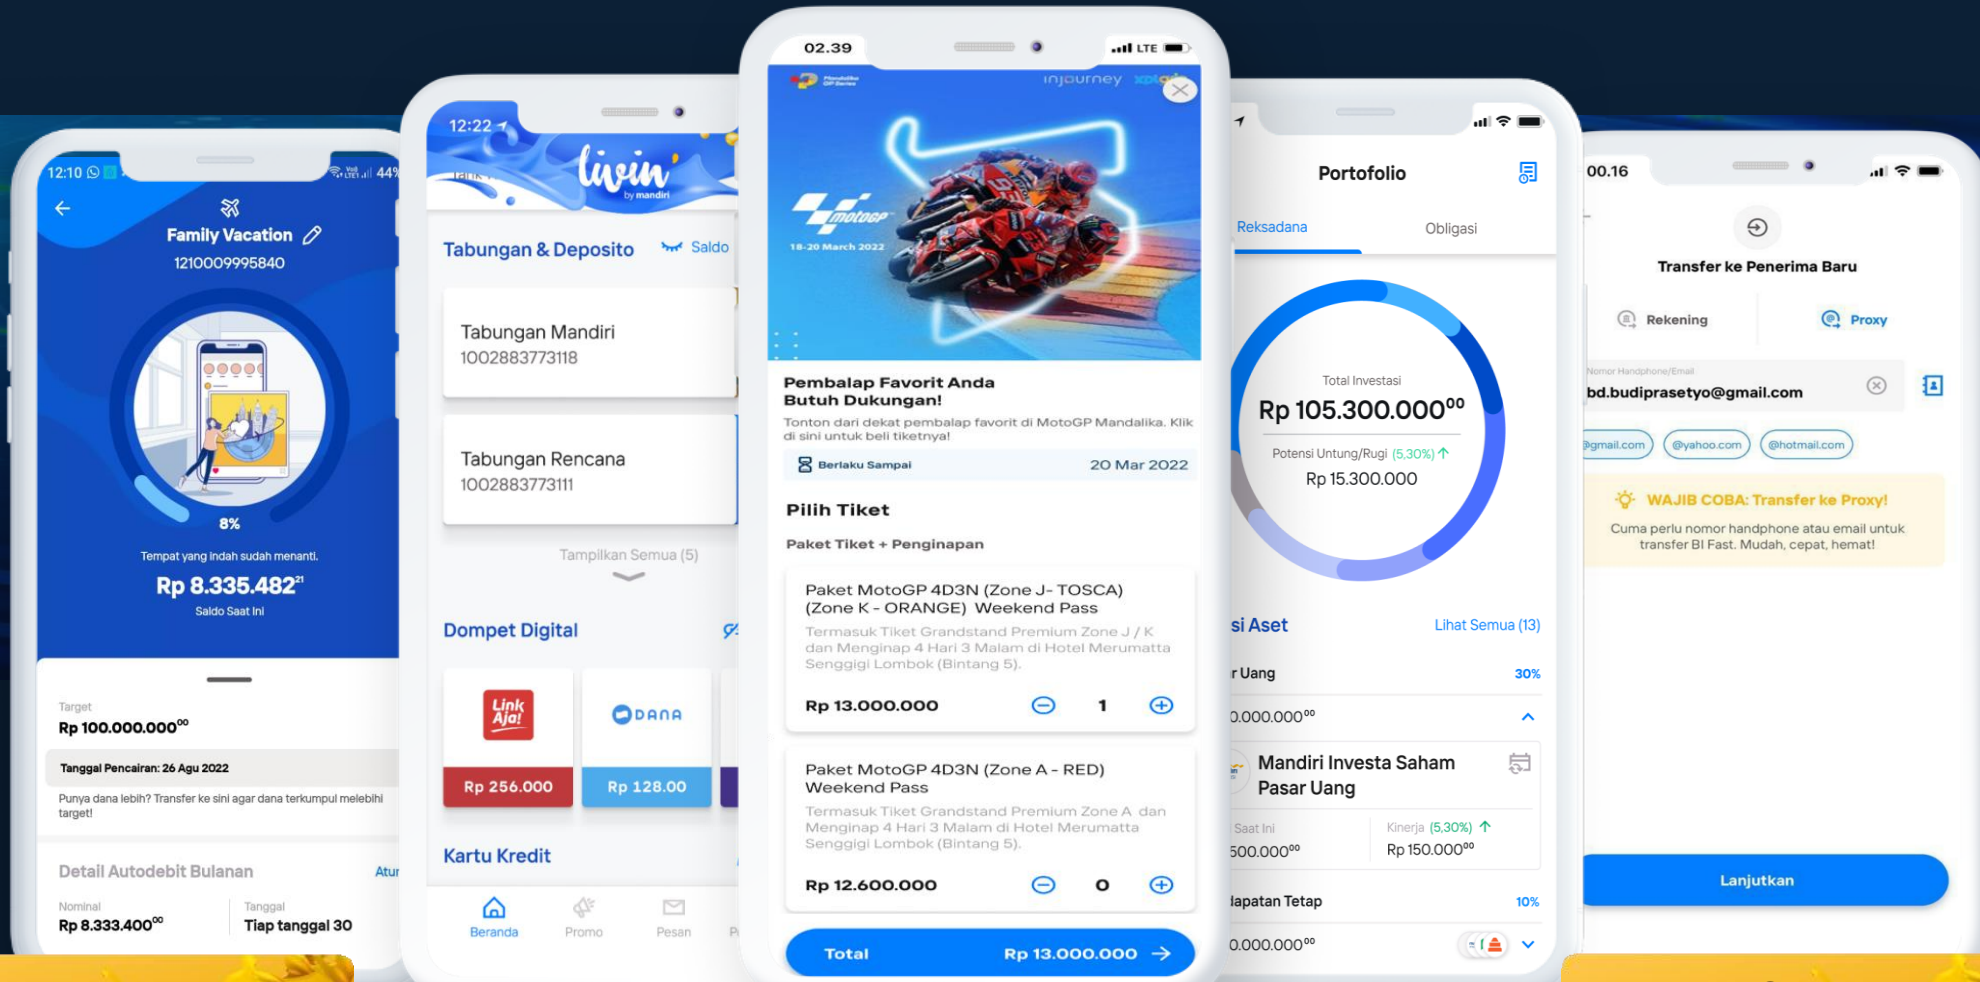 12:10
44%
Family Vacation
1210009995840
8%
Tempat yang indah sudah menanti.
Rp 8.335.482²¹
Saldo Saat Ini
Target
Rp 100.000.000⁰⁰
Tanggal Pencairan: 26 Agu 2022
Punya dana lebih? Transfer ke sini agar dana terkumpul melebihi
target!
Detail Autodebit Bulanan
Atur
Nominal
Tanggal
Rp 8.333.400⁰⁰
Tiap tanggal 30
12:22
livin'
by mandiri
Tabungan & Deposito
Saldo
Tabungan Mandiri
1002883773118
Tabungan Rencana
1002883773111
Tampilkan Semua (5)
Dompet Digital
Link
Aja!
DANA
Rp 256.000
Rp 128.00
Kartu Kredit
Beranda
Promo
Pesan
02.39
LTE
Mandalika
GP Series
injourney
MotoGP
18-20 March 2022
93
Pembalap Favorit Anda
Butuh Dukungan!
Tonton dari dekat pembalap favorit di MotoGP Mandalika. Klik
di sini untuk beli tiketnya!
Berlaku Sampai
20 Mar 2022
Pilih Tiket
Paket Tiket + Penginapan
Paket MotoGP 4D3N (Zone J- TOSCA)
(Zone K - ORANGE) Weekend Pass
Termasuk Tiket Grandstand Premium Zone J / K
dan Menginap 4 Hari 3 Malam di Hotel Merumatta
Senggigi Lombok (Bintang 5).
Rp 13.000.000
1
Paket MotoGP 4D3N (Zone A - RED)
Weekend Pass
Termasuk Tiket Grandstand Premium Zone A dan
Menginap 4 Hari 3 Malam di Hotel Merumatta
Senggigi Lombok (Bintang 5).
Rp 12.600.000
0
Total
Rp 13.000.000
Portofolio
Reksadana
Obligasi
Total Investasi
Rp 105.300.000⁰⁰
Potensi Untung/Rugi (5,30%)
Rp 15.300.000
si Aset
Lihat Semua (13)
r Uang
30%
0.000.000⁰⁰
Mandiri Investa Saham
Pasar Uang
Saat Ini
Kinerja (5,30%)
500.000⁰⁰
Rp 150.000⁰⁰
dapatan Tetap
10%
0.000.000⁰⁰
00.16
Transfer ke Penerima Baru
Rekening
Proxy
Nomor Handphone/Email
bd.budiprasetyo@gmail.com
@gmail.com
@yahoo.com
@hotmail.com
WAJIB COBA: Transfer ke Proxy!
Cuma perlu nomor handphone atau email untuk
transfer BI Fast. Mudah, cepat, hemat!
Lanjutkan